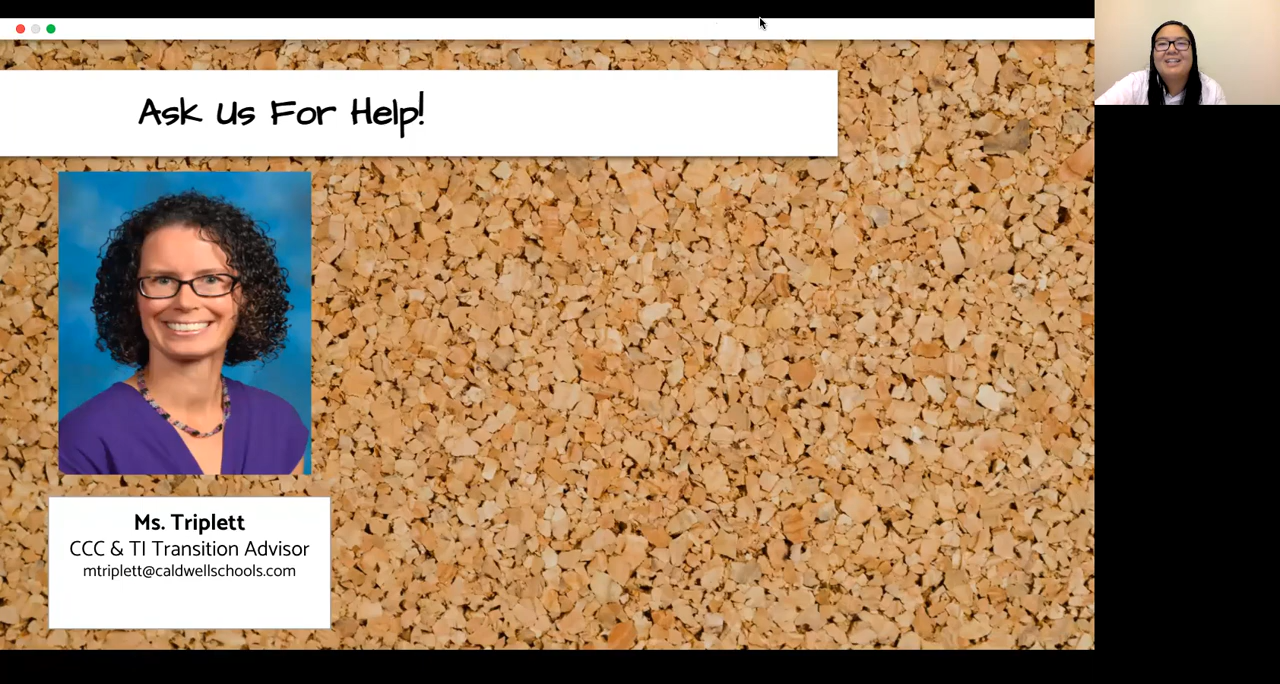 Ask Us For Help!
Ms. Triplett
CCC & TI Transition Advisor
mtriplett@caldwellschools.com